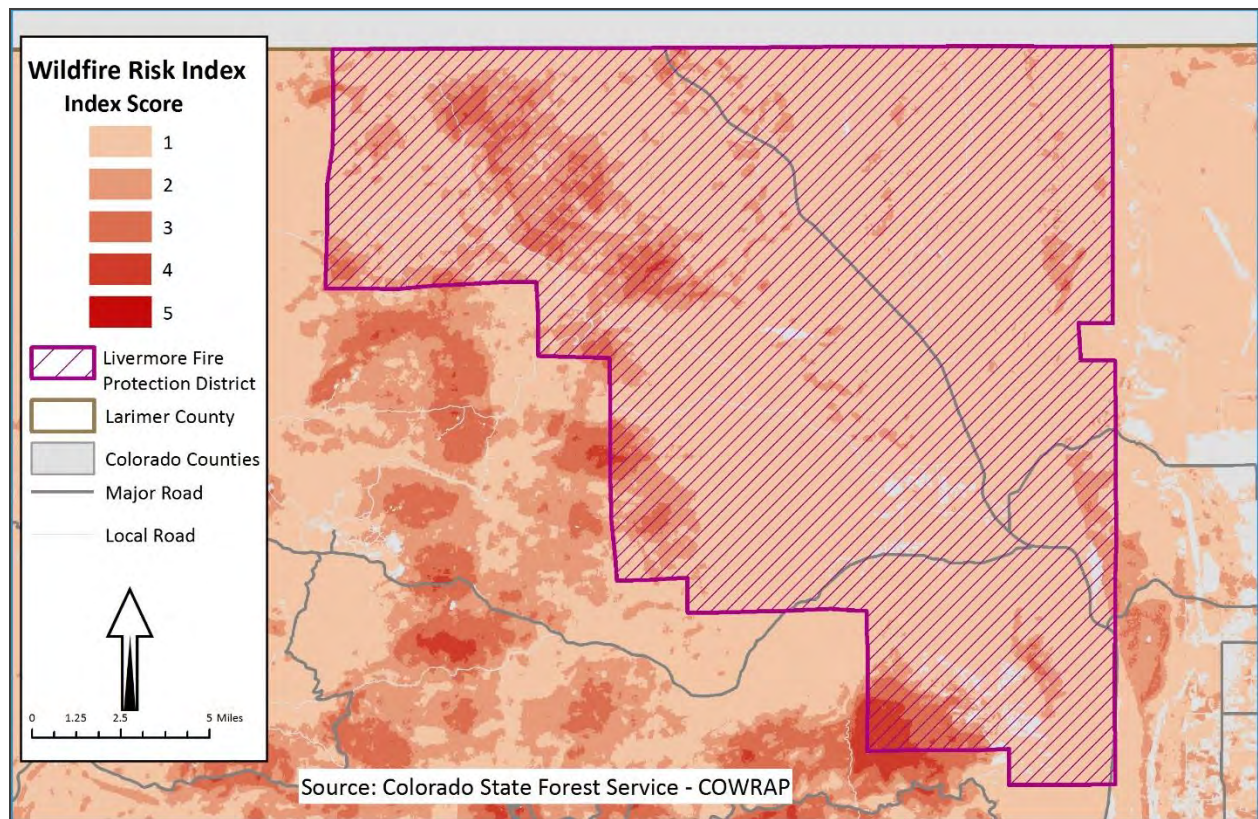 Wildfire Risk Index
Index Score
1
2
3
4
5
Livermore Fire
Protection District
Larimer County
Colorado Counties
Major Road
Local Road
0 1.25 2.5 5 Miles
Source: Colorado State Forest Service - COWRAP